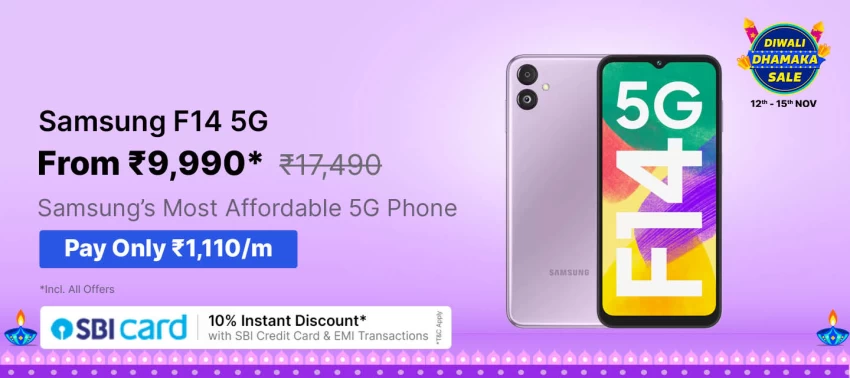 DIWALI
DHAMAKA
SALE
12th - 15th NOV
Samsung F14 5G
From ₹9,990* ₹17,490
Samsung's Most Affordable 5G Phone
Pay Only ₹1,110/m
*Incl. All Offers
SBI card
10% Instant Discount*
with SBI Credit Card & EMI Transactions
*T&C Apply
SAMSUNG
5G
F14